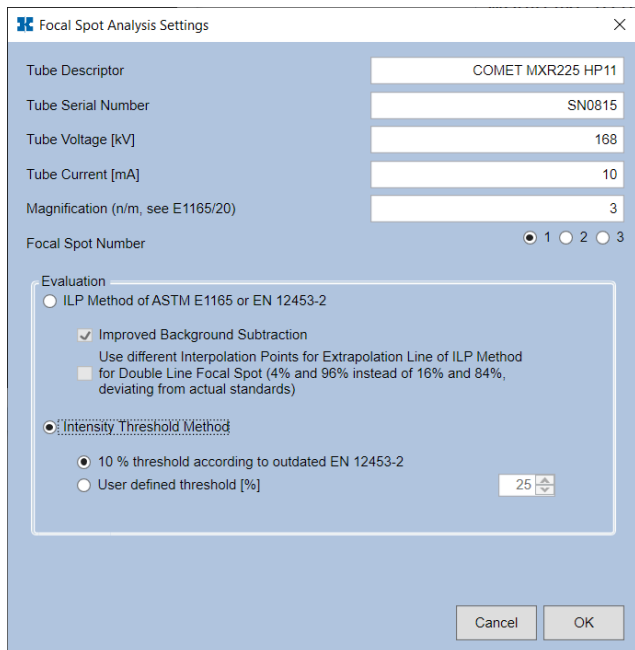 Focal Spot Analysis Settings
Tube Descriptor COMET MXR225 HP11
Tube Serial Number SN0815
Tube Voltage [kV] 168
Tube Current [mA] 10
Magnification (n/m, see E1165/20) 3
Focal Spot Number 1 2 3
Evaluation
ILP Method of ASTM E1165 or EN 12453-2
Improved Background Subtraction
Use different Interpolation Points for Extrapolation Line of ILP Method
for Double Line Focal Spot (4% and 96% instead of 16% and 84%,
deviating from actual standards)
Intensity Threshold Method
10 % threshold according to outdated EN 12453-2
User defined threshold [%] 25
Cancel OK